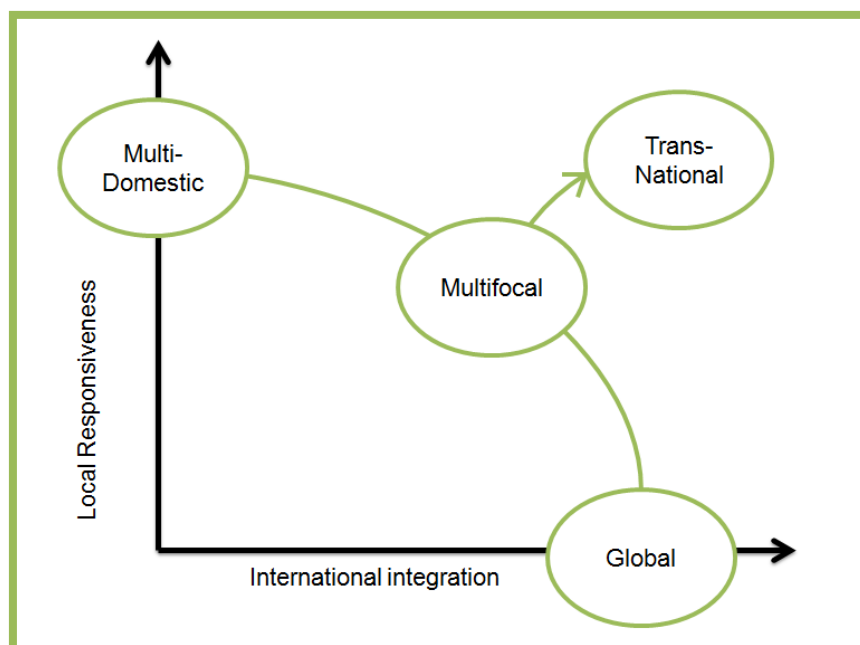 Multi-
Domestic
Trans-
National
Multifocal
Local Responsiveness
Global
International integration